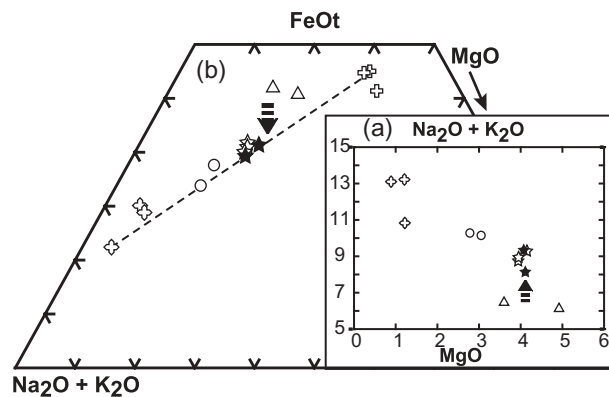 FeOt
MgO
(b)
(a)
Na2O + K2O
15
13
11
9
7
5
0 1 2 3 4 5 6
MgO
Na2O + K2O